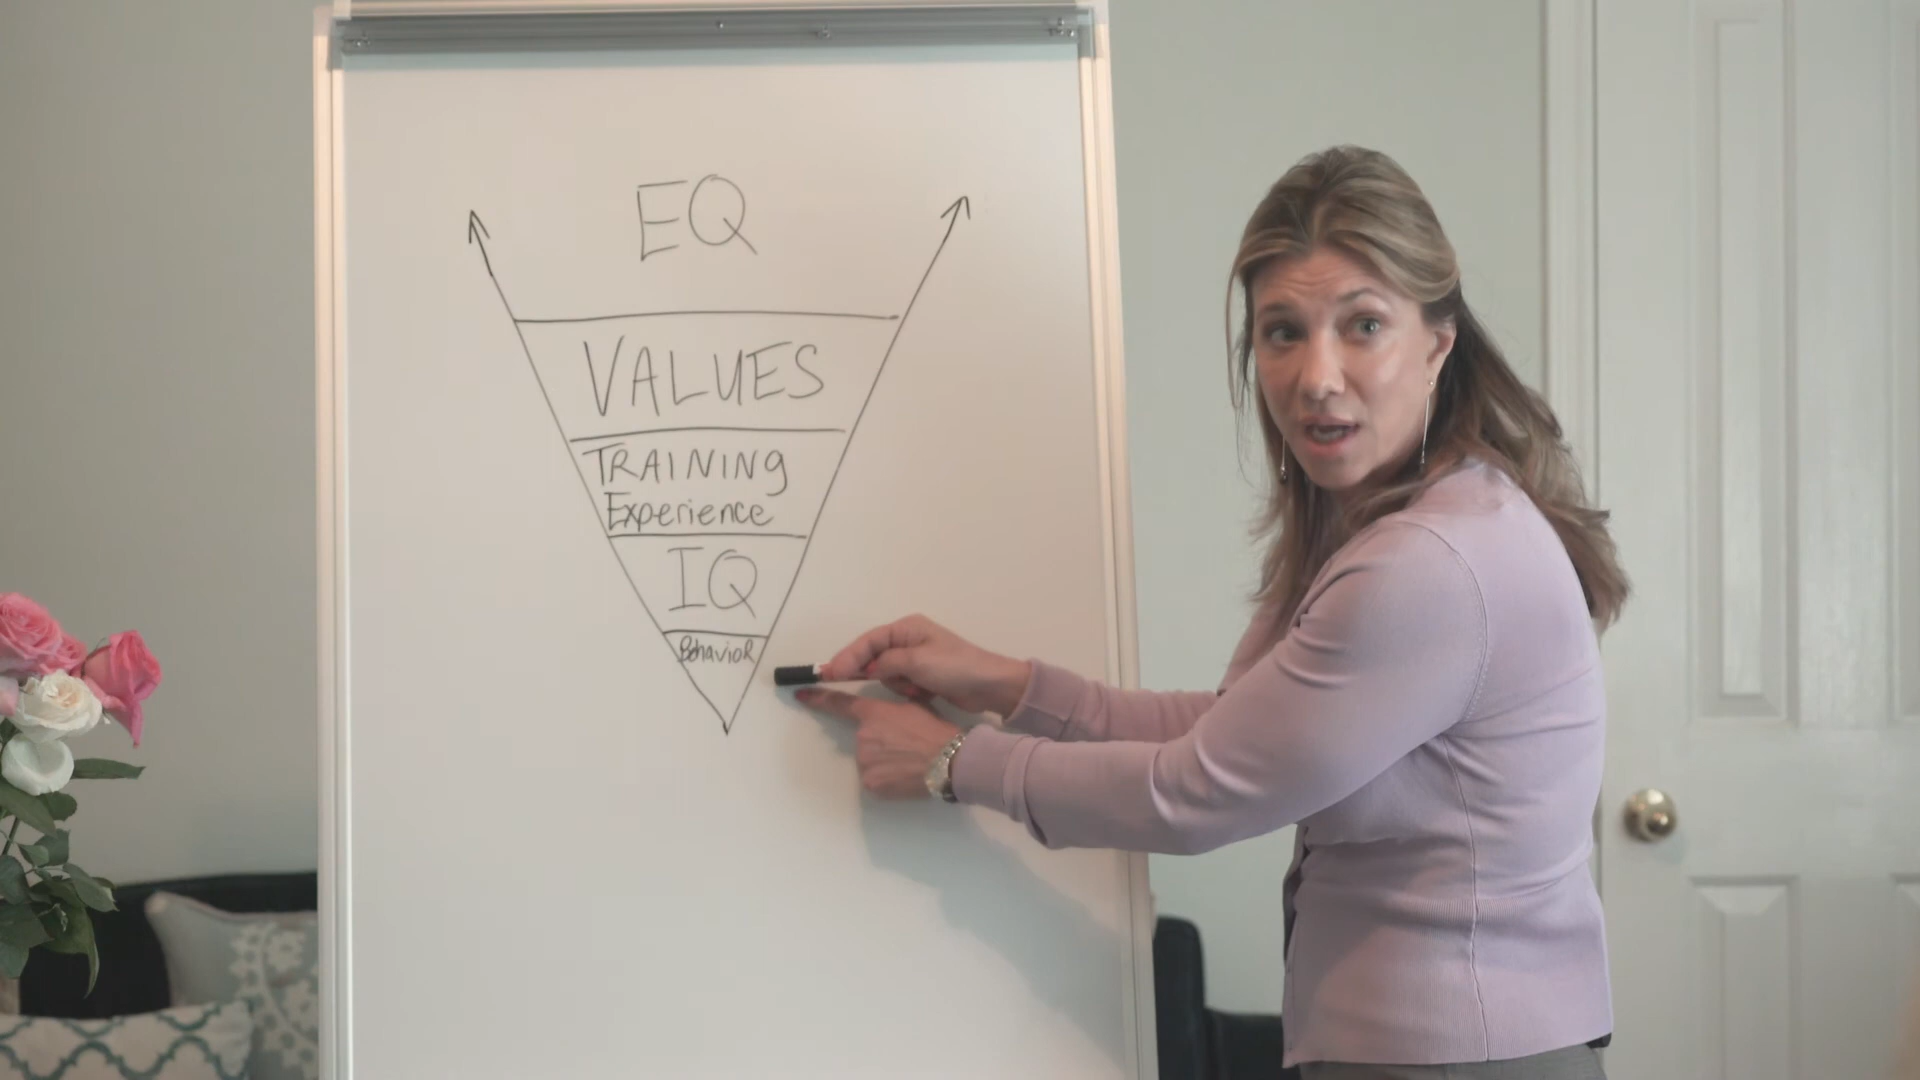 EQ
VALUES
TRAINING
Experience
IQ
Behavior